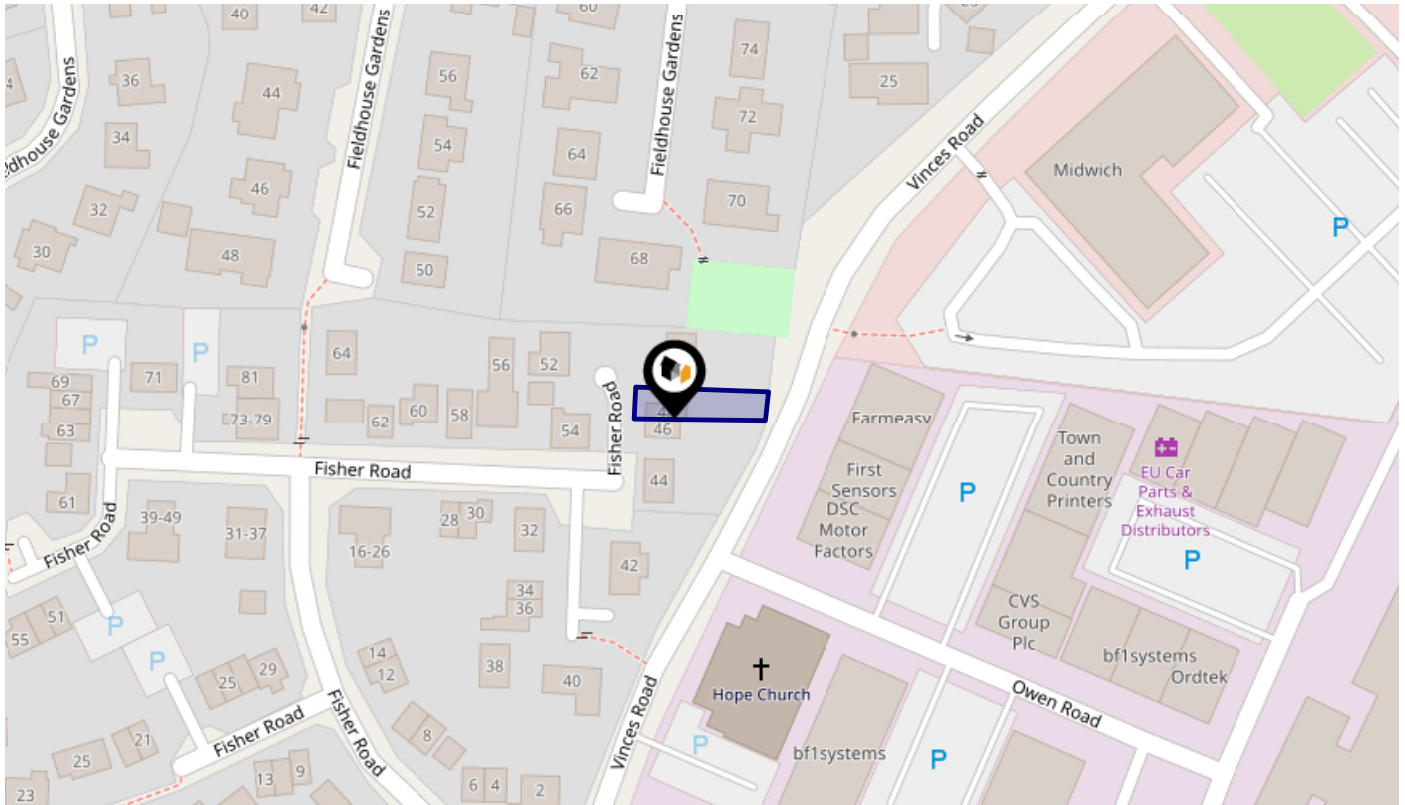 40
42
60
28
Fieldhouse Gardens
Fieldhouse Gardens
dhouse Gardens
4
36
44
56
62
74
25
34
54
64
72
Vinces Road
Midwich
P
32
46
52
66
70
30
48
50
68
P
P
64
56
52
69
71
81
67
60
Farmeasy
63
73-79
62
58
54
46
Fisher Road
Town
and
Country
Printers
EU Car
Parts &
Exhaust
Distributors
Fisher Road
44
First
Sensors
DSC
Motor
Factors
P
61
39-49
31-37
28
30
32
16-26
Fisher Road
42
P
34
36
CVS
Group
Plc
51
55
P
P
14
12
38
40
Hope Church
bf1systems
Ordtek
29
25
Owen Road
Fisher Road
Fisher Road
Vinces Road
21
8
25
P
bf1systems
P
13
9
6
4
2
23